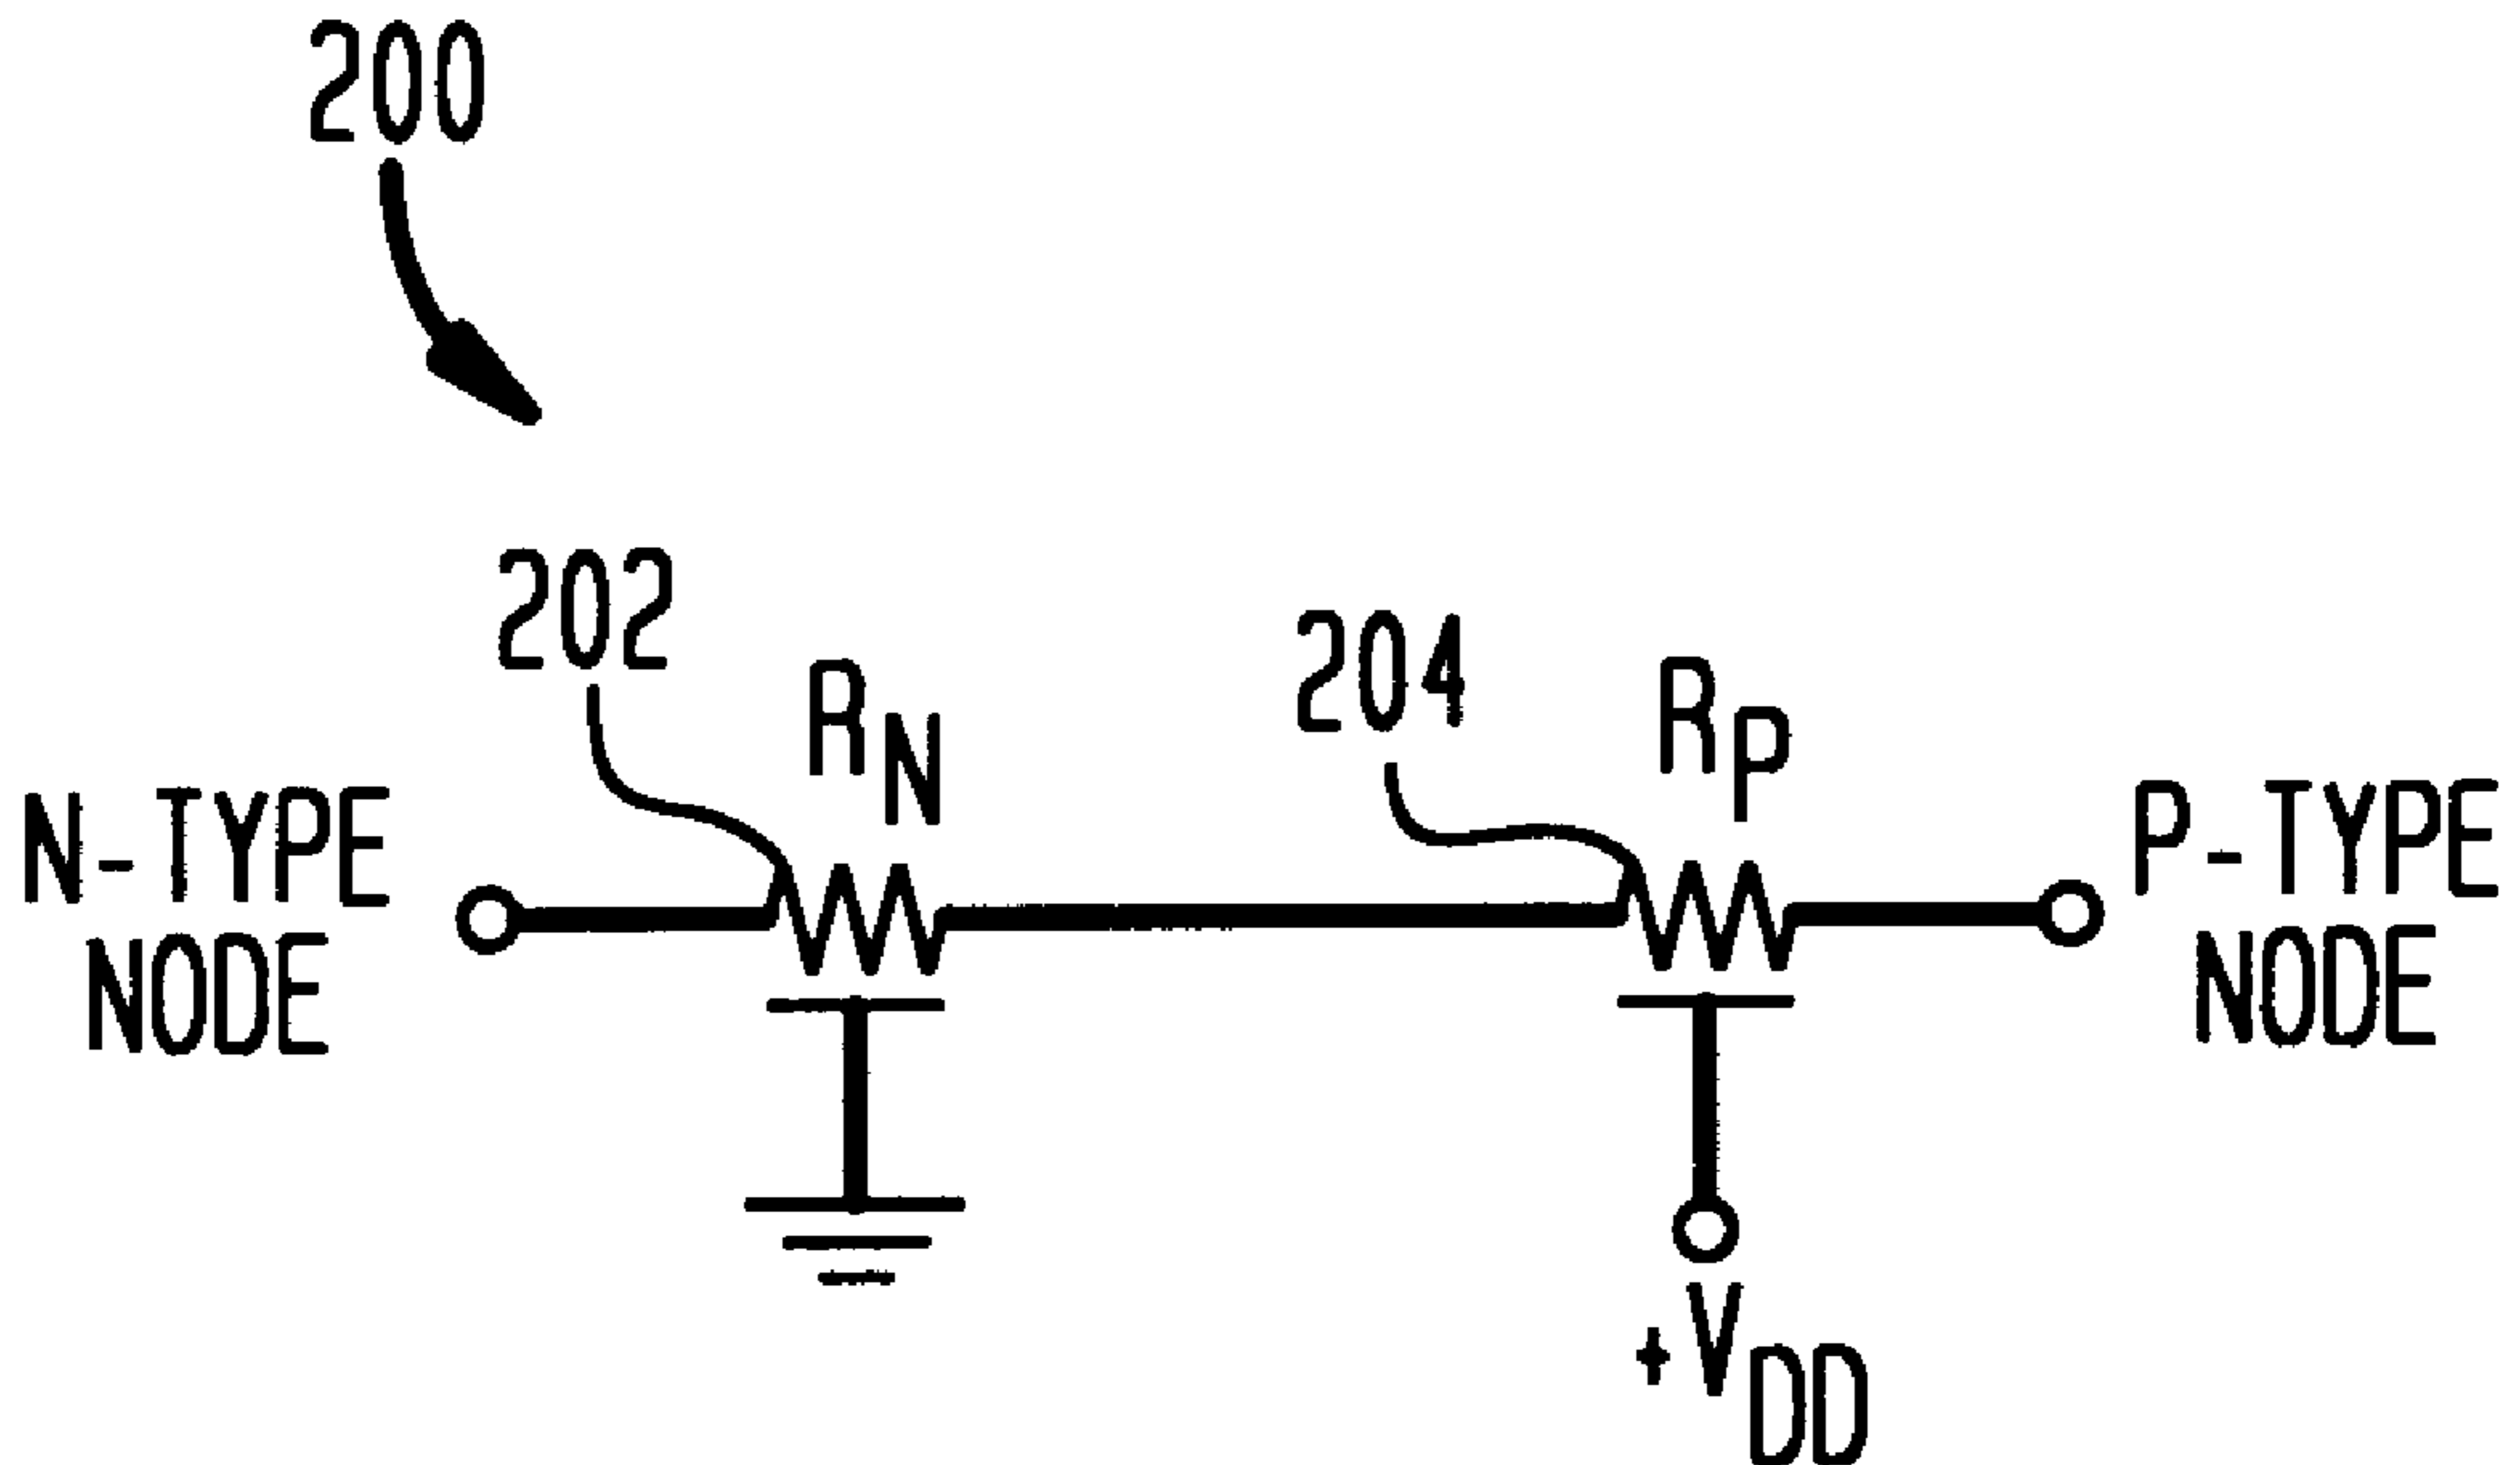 200
202
204
R_N
R_P
N-TYPE
NODE
P-TYPE
NODE
+V_DD